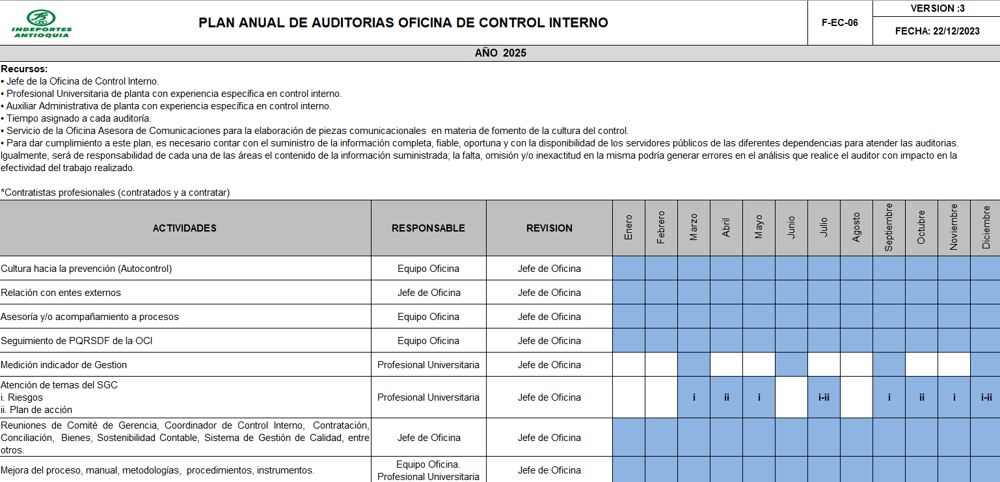 INDEPORTES
ANTIOQUIA
PLAN ANUAL DE AUDITORIAS OFICINA DE CONTROL INTERNO
F-EC-06
VERSION :3
FECHA: 22/12/2023
AÑO 2025
Recursos:
• Jefe de la Oficina de Control Interno.
• Profesional Universitaria de planta con experiencia específica en control interno.
• Auxiliar Administrativa de planta con experiencia específica en control interno.
• Tiempo asignado a cada auditoría.
• Servicio de la Oficina Asesora de Comunicaciones para la elaboración de piezas comunicacionales en materia de fomento de la cultura del control.
• Para dar cumplimiento a este plan, es necesario contar con el suministro de la información completa, fiable, oportuna y con la disponibilidad de los servidores públicos de las diferentes dependencias para atender las auditorias.
Igualmente, será de responsabilidad de cada una de las áreas el contenido de la información suministrada; la falta, omisión y/o inexactitud en la misma podría generar errores en el análisis que realice el auditor con impacto en la
efectividad del trabajo realizado.
*Contratistas profesionales (contratados y a contratar)
ACTIVIDADES RESPONSABLE REVISION Enero Febrero Marzo Abril Mayo Junio Julio Agosto Septiembre Octubre Noviembre Diciembre
Cultura hacia la prevención (Autocontrol) Equipo Oficina Jefe de Oficina
Relación con entes externos Jefe de Oficina Jefe de Oficina
Asesoría y/o acompañamiento a procesos Equipo Oficina Jefe de Oficina
Seguimiento de PQRSDF de la OCI Equipo Oficina Jefe de Oficina
Medición indicador de Gestion Profesional Universitaria Jefe de Oficina
Atención de temas del SGC
i. Riesgos Profesional Universitaria Jefe de Oficina i ii i i-ii i ii i i-ii
ii. Plan de acción
Reuniones de Comité de Gerencia, Coordinador de Control Interno, Contratación,
Conciliación, Bienes, Sostenibilidad Contable, Sistema de Gestión de Calidad, entre Jefe de Oficina Jefe de Oficina
otros.
Mejora del proceso, manual, metodologías, procedimientos, instrumentos. Equipo Oficina. Jefe de Oficina
Profesional Universitaria